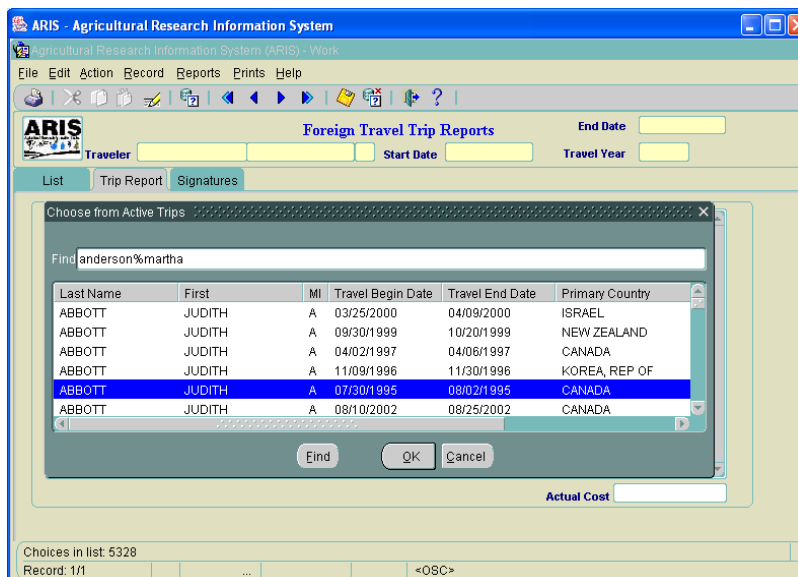 ARIS - Agricultural Research Information System
Agricultural Research Information System (ARIS) - Work
File Edit Action Record Reports Prints Help
ARIS
Foreign Travel Trip Reports
End Date
Traveler
Start Date
Travel Year
List Trip Report Signatures
Choose from Active Trips
Find anderson%martha
Last Name First MI Travel Begin Date Travel End Date Primary Country
ABBOTT JUDITH A 03/25/2000 04/09/2000 ISRAEL
ABBOTT JUDITH A 09/30/1999 10/20/1999 NEW ZEALAND
ABBOTT JUDITH A 04/02/1997 04/06/1997 CANADA
ABBOTT JUDITH A 11/09/1996 11/30/1996 KOREA, REP OF
ABBOTT JUDITH A 07/30/1995 08/02/1995 CANADA
ABBOTT JUDITH A 08/10/2002 08/25/2002 CANADA
Find OK Cancel
Actual Cost
Choices in list: 5328
Record: 1/1 ... <OSC>